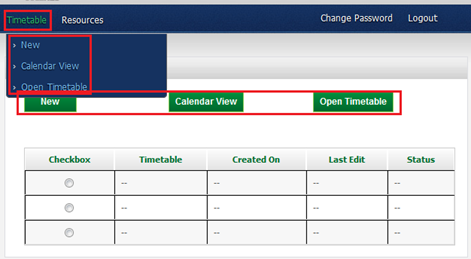 Timetable Resources Change Password Logout
New
Calendar View
Open Timetable
New Calendar View Open Timetable
Checkbox Timetable Created On Last Edit Status
-- -- -- --
-- -- -- --
-- -- -- --